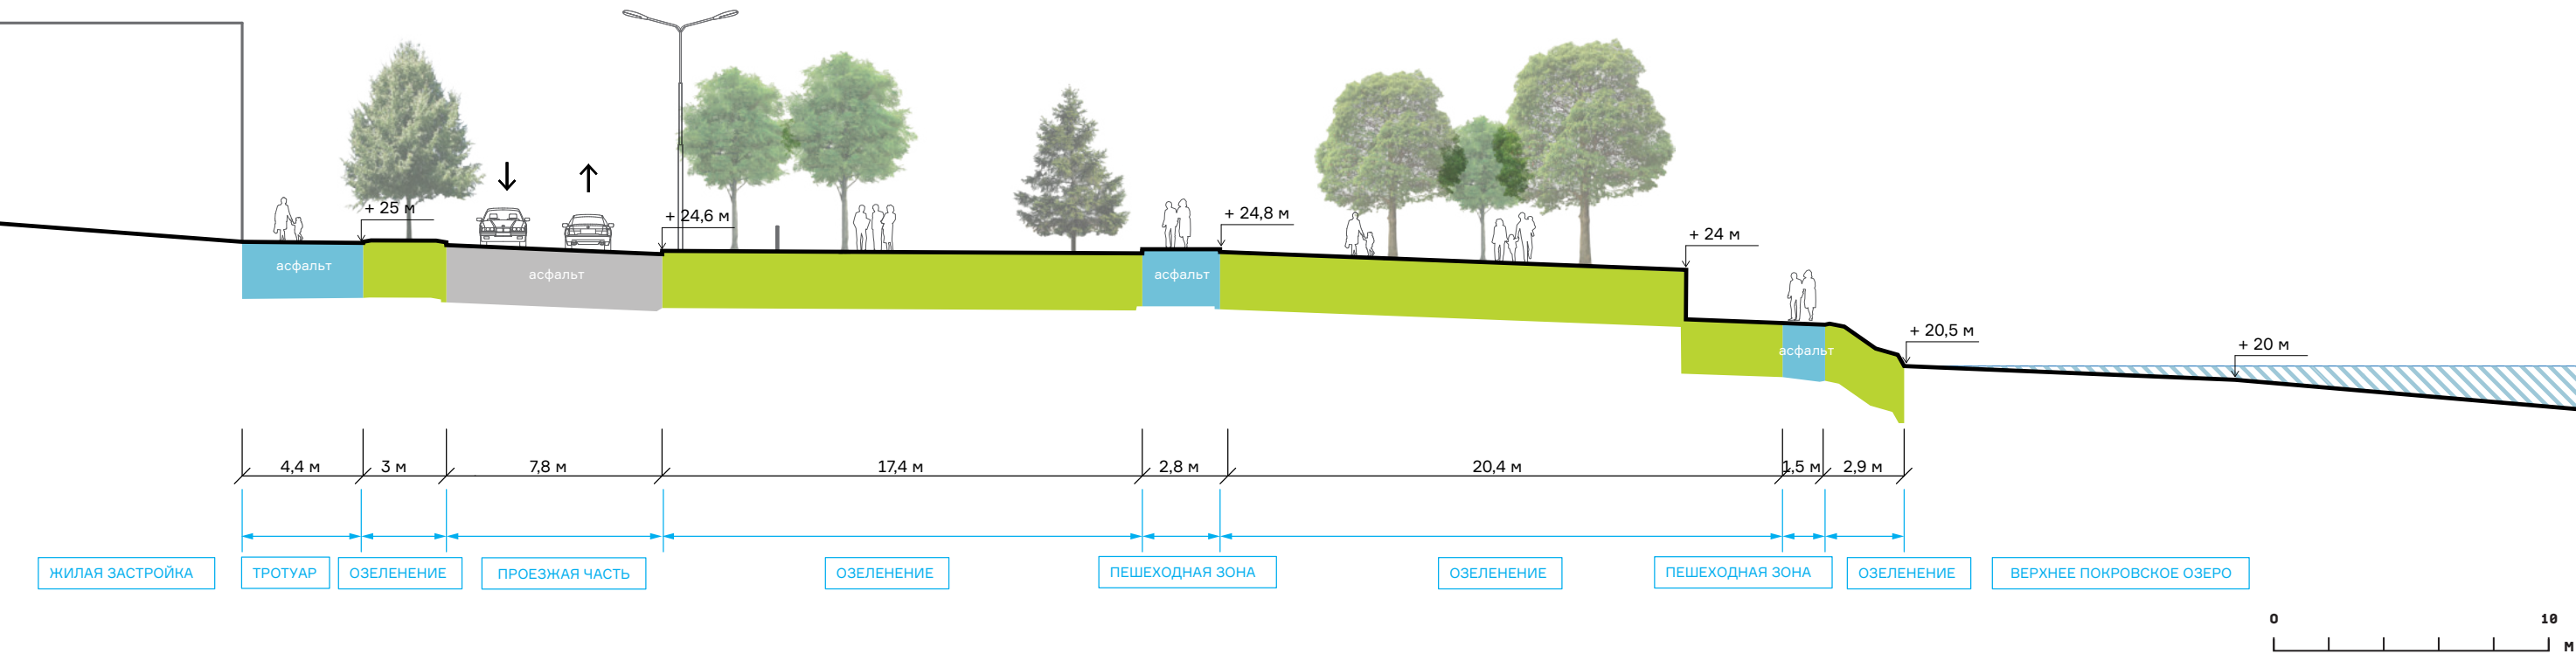 + 25 м
+ 24,6 м
+ 24,8 м
+ 24 м
+ 20,5 м
+ 20 м
асфальт
асфальт
асфальт
асфальт
4,4 м
3 м
7,8 м
17,4 м
2,8 м
20,4 м
1,5 м
2,9 м
ЖИЛАЯ ЗАСТРОЙКА
ТРОТУАР
ОЗЕЛЕНЕНИЕ
ПРОЕЗЖАЯ ЧАСТЬ
ОЗЕЛЕНЕНИЕ
ПЕШЕХОДНАЯ ЗОНА
ОЗЕЛЕНЕНИЕ
ПЕШЕХОДНАЯ ЗОНА
ОЗЕЛЕНЕНИЕ
ВЕРХНЕЕ ПОКРОВСКОЕ ОЗЕРО
0 10
М